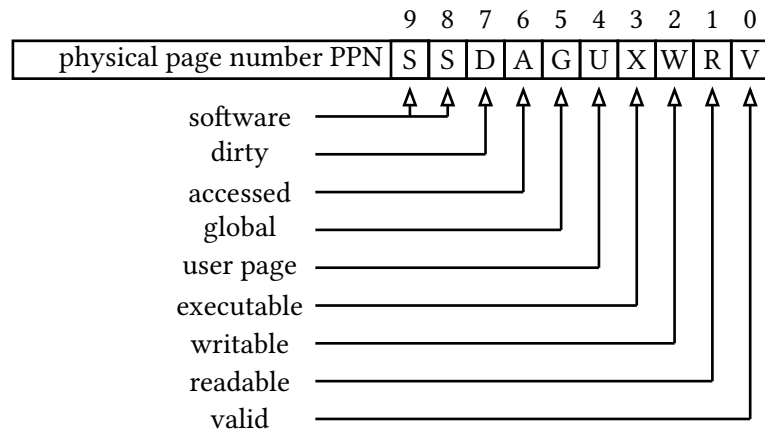 9 8 7 6 5 4 3 2 1 0
physical page number PPN S S D A G U X W R V
software
dirty
accessed
global
user page
executable
writable
readable
valid